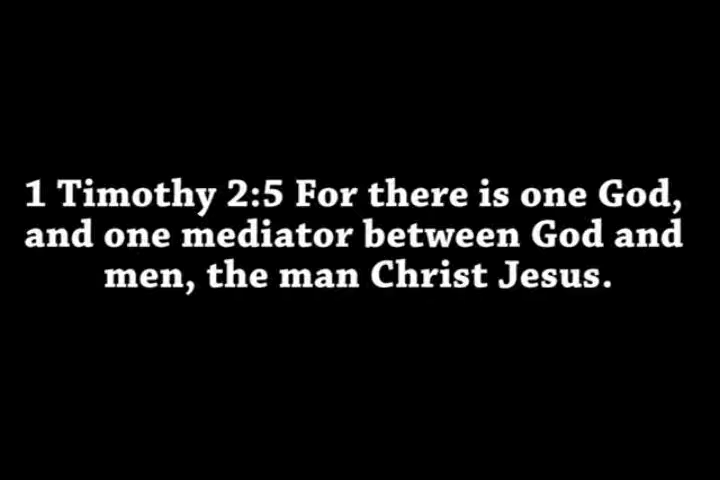 1 Timothy 2:5 For there is one God,
and one mediator between God and
men, the man Christ Jesus.